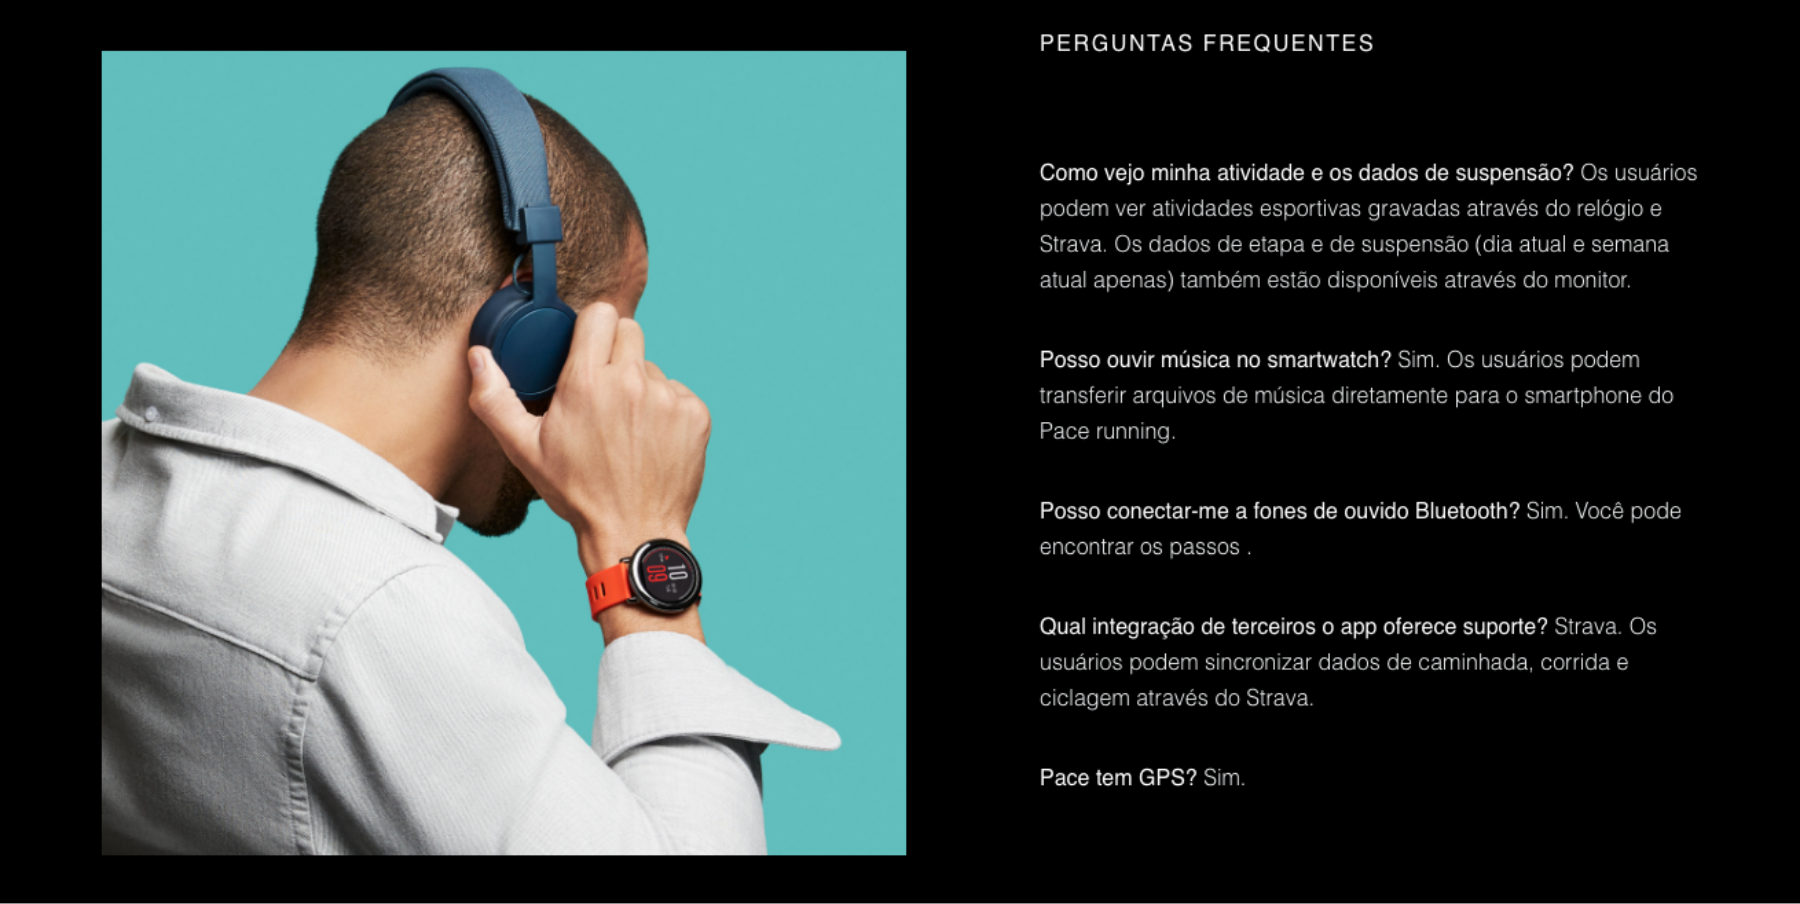 PERGUNTAS FREQUENTES
Como vejo minha atividade e os dados de suspensão? Os usuários
podem ver atividades esportivas gravadas através do relógio e
Strava. Os dados de etapa e de suspensão (dia atual e semana
atual apenas) também estão disponíveis através do monitor.
Posso ouvir música no smartwatch? Sim. Os usuários podem
transferir arquivos de música diretamente para o smartphone do
Pace running.
Posso conectar-me a fones de ouvido Bluetooth? Sim. Você pode
encontrar os passos .
Qual integração de terceiros o app oferece suporte? Strava. Os
usuários podem sincronizar dados de caminhada, corrida e
ciclagem através do Strava.
Pace tem GPS? Sim.
10
09